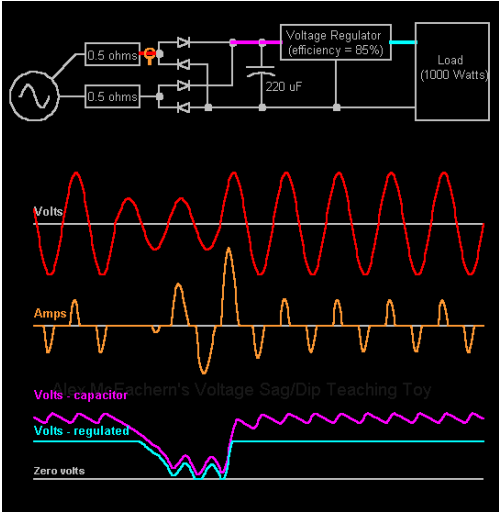 Voltage Regulator
(efficiency = 85%)
Load
(1000 Watts)
0.5 ohms
0.5 ohms
220 uF
Volts
Amps
Alex McEachern's Voltage Sag/Dip Teaching Toy
Volts - capacitor
Volts - regulated
Zero volts